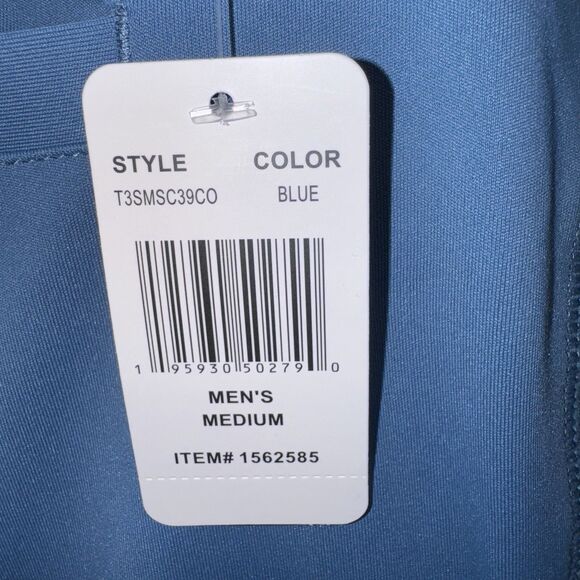 STYLE COLOR
T3SMSC39CO BLUE
1 95930 50279 0
MEN'S
MEDIUM
ITEM# 1562585